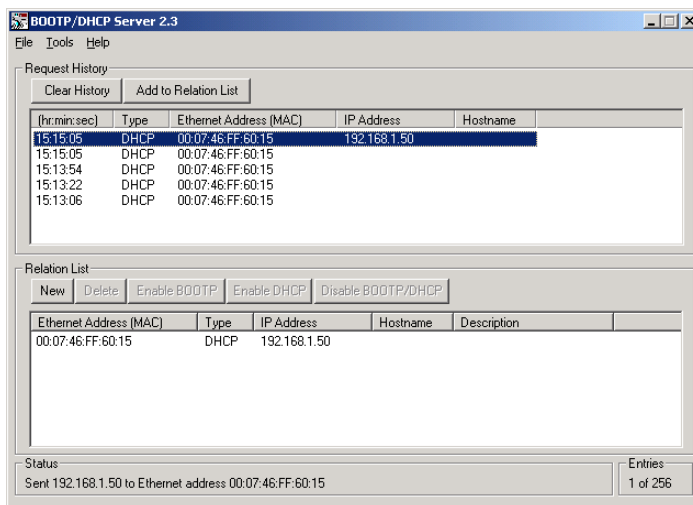 BOOTP/DHCP Server 2.3
File Tools Help
Request History
Clear History Add to Relation List
(hr:min:sec) Type Ethernet Address (MAC) IP Address Hostname
15:15:05 DHCP 00:07:46:FF:60:15 192.168.1.50
15:15:05 DHCP 00:07:46:FF:60:15
15:13:54 DHCP 00:07:46:FF:60:15
15:13:22 DHCP 00:07:46:FF:60:15
15:13:06 DHCP 00:07:46:FF:60:15
Relation List
New Delete Enable BOOTP Enable DHCP Disable BOOTP/DHCP
Ethernet Address (MAC) Type IP Address Hostname Description
00:07:46:FF:60:15 DHCP 192.168.1.50
Status Entries
Sent 192.168.1.50 to Ethernet address 00:07:46:FF:60:15 1 of 256